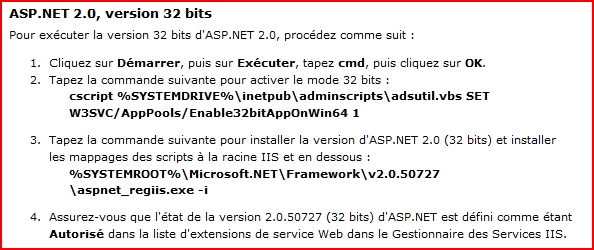 ASP.NET 2.0, version 32 bits
Pour exécuter la version 32 bits d'ASP.NET 2.0, procédez comme suit :
1. Cliquez sur Démarrer, puis sur Exécuter, tapez cmd, puis cliquez sur OK.
2. Tapez la commande suivante pour activer le mode 32 bits :
cscript %SYSTEMDRIVE%\inetpub\adminscripts\adsutil.vbs SET
W3SVC/AppPools/Enable32bitAppOnWin64 1
3. Tapez la commande suivante pour installer la version d'ASP.NET 2.0 (32 bits) et installer
les mappages des scripts à la racine IIS et en dessous :
%SYSTEMROOT%\Microsoft.NET\Framework\v2.0.50727
\aspnet_regiis.exe -i
4. Assurez-vous que l'état de la version 2.0.50727 (32 bits) d'ASP.NET est défini comme étant
Autorisé dans la liste d'extensions de service Web dans le Gestionnaire des Services IIS.